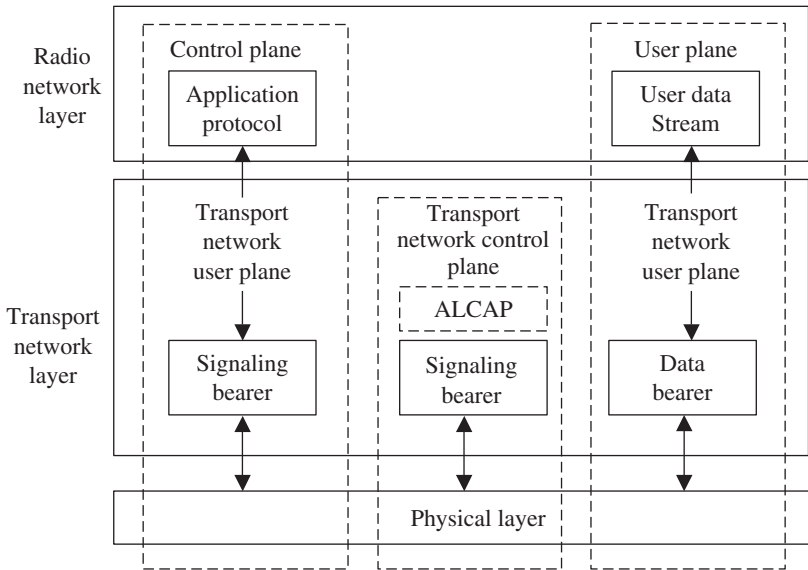 Radio
network
layer
Control plane
Application
protocol
User plane
User data
Stream
Transport
network
layer
Transport
network
user plane
Signaling
bearer
Transport
network control
plane
ALCAP
Signaling
bearer
Transport
network
user plane
Data
bearer
Physical layer